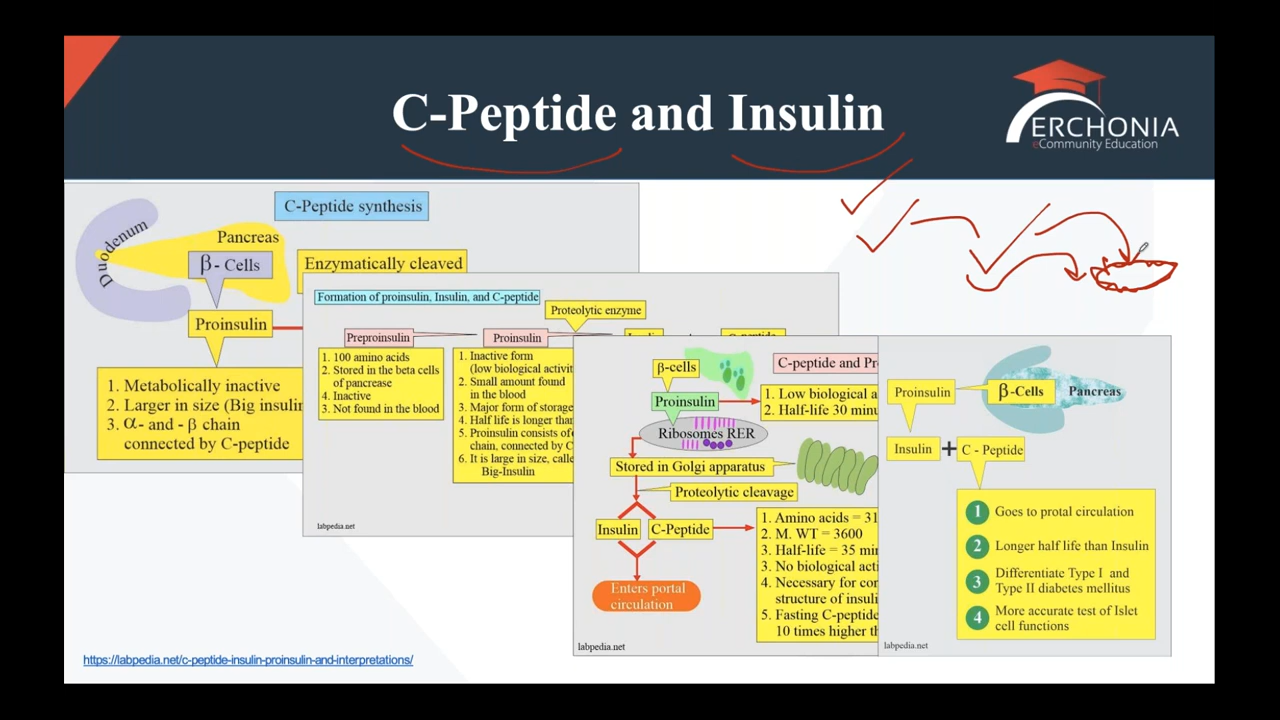 C-Peptide and Insulin
ERCHONIA
eCommunity Education
C-Peptide synthesis
Duodenum
Pancreas
β- Cells
Enzymatically cleaved
Proinsulin
1. Metabolically inactive
2. Larger in size (Big insulin
3. α- and - β chain
connected by C-peptide
Formation of proinsulin, Insulin, and C-peptide
Proteolytic enzyme
Preproinsulin
Proinsulin
1. 100 amino acids
2. Stored in the beta cells
of pancrease
4. Inactive
3. Not found in the blood
1. Inactive form
(low biological activit
2. Small amount found
in the blood
3. Major form of storage
4. Half life is longer than
5. Proinsulin consists of
chain, connected by C
6. It is large in size, calle
Big-Insulin
labpedia.net
β-cells
C-peptide and Pr
Proinsulin
1. Low biological a
2. Half-life 30 minu
Ribosomes RER
Stored in Golgi apparatus
Proteolytic cleavage
Insulin
C-Peptide
Enters portal
circulation
1. Amino acids = 31
2. M. WT = 3600
3. Half-life = 35 min
3. No biological acti
4. Necessary for cor
structure of insuli
5. Fasting C-peptide
10 times higher th
labpedia.net
Proinsulin
β-Cells
Pancreas
Insulin + C - Peptide
1 Goes to protal circulation
2 Longer half life than Insulin
3 Differentiate Type I and
Type II diabetes mellitus
4 More accurate test of Islet
cell functions
labpedia.net
https://labpedia.net/c-peptide-insulin-proinsulin-and-interpretations/